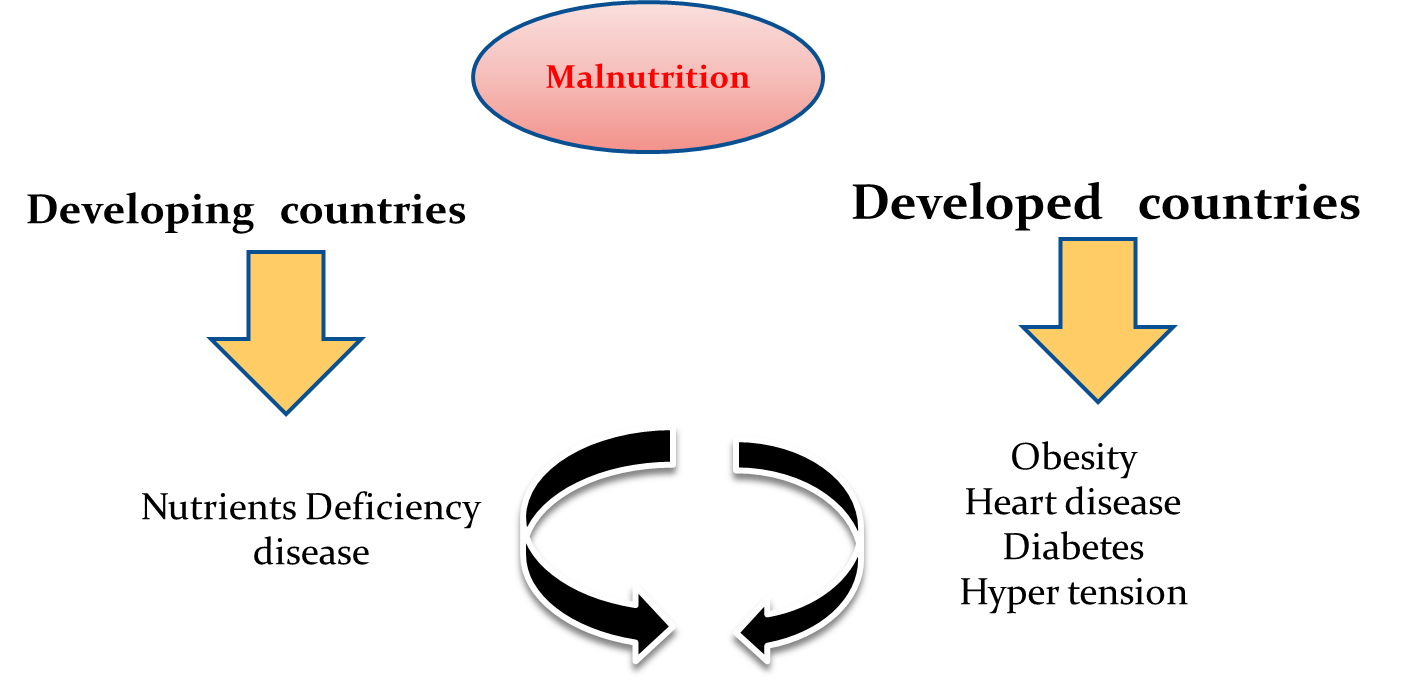 Malnutrition
Developing countries
Developed countries
Nutrients Deficiency
disease
Obesity
Heart disease
Diabetes
Hyper tension